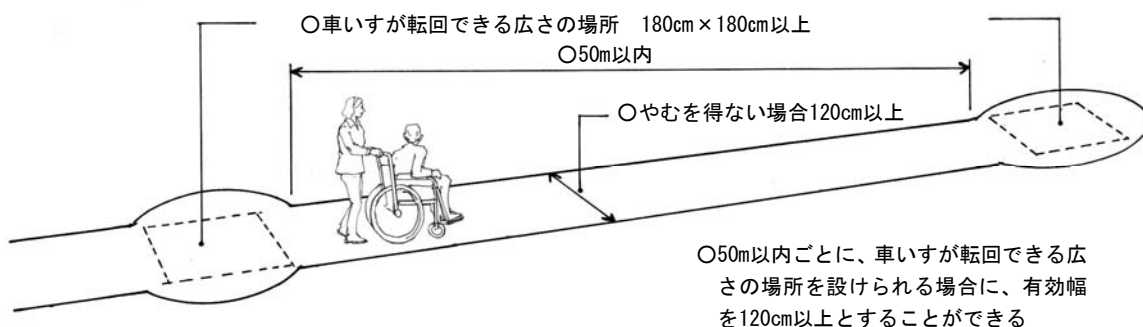 ○車いすが転回できる広さの場所　180cm×180cm以上
○50m以内
○やむを得ない場合120cm以上
○50m以内ごとに、車いすが転回できる広
さの場所を設けられる場合に、有効幅
を120cm以上とすることができる